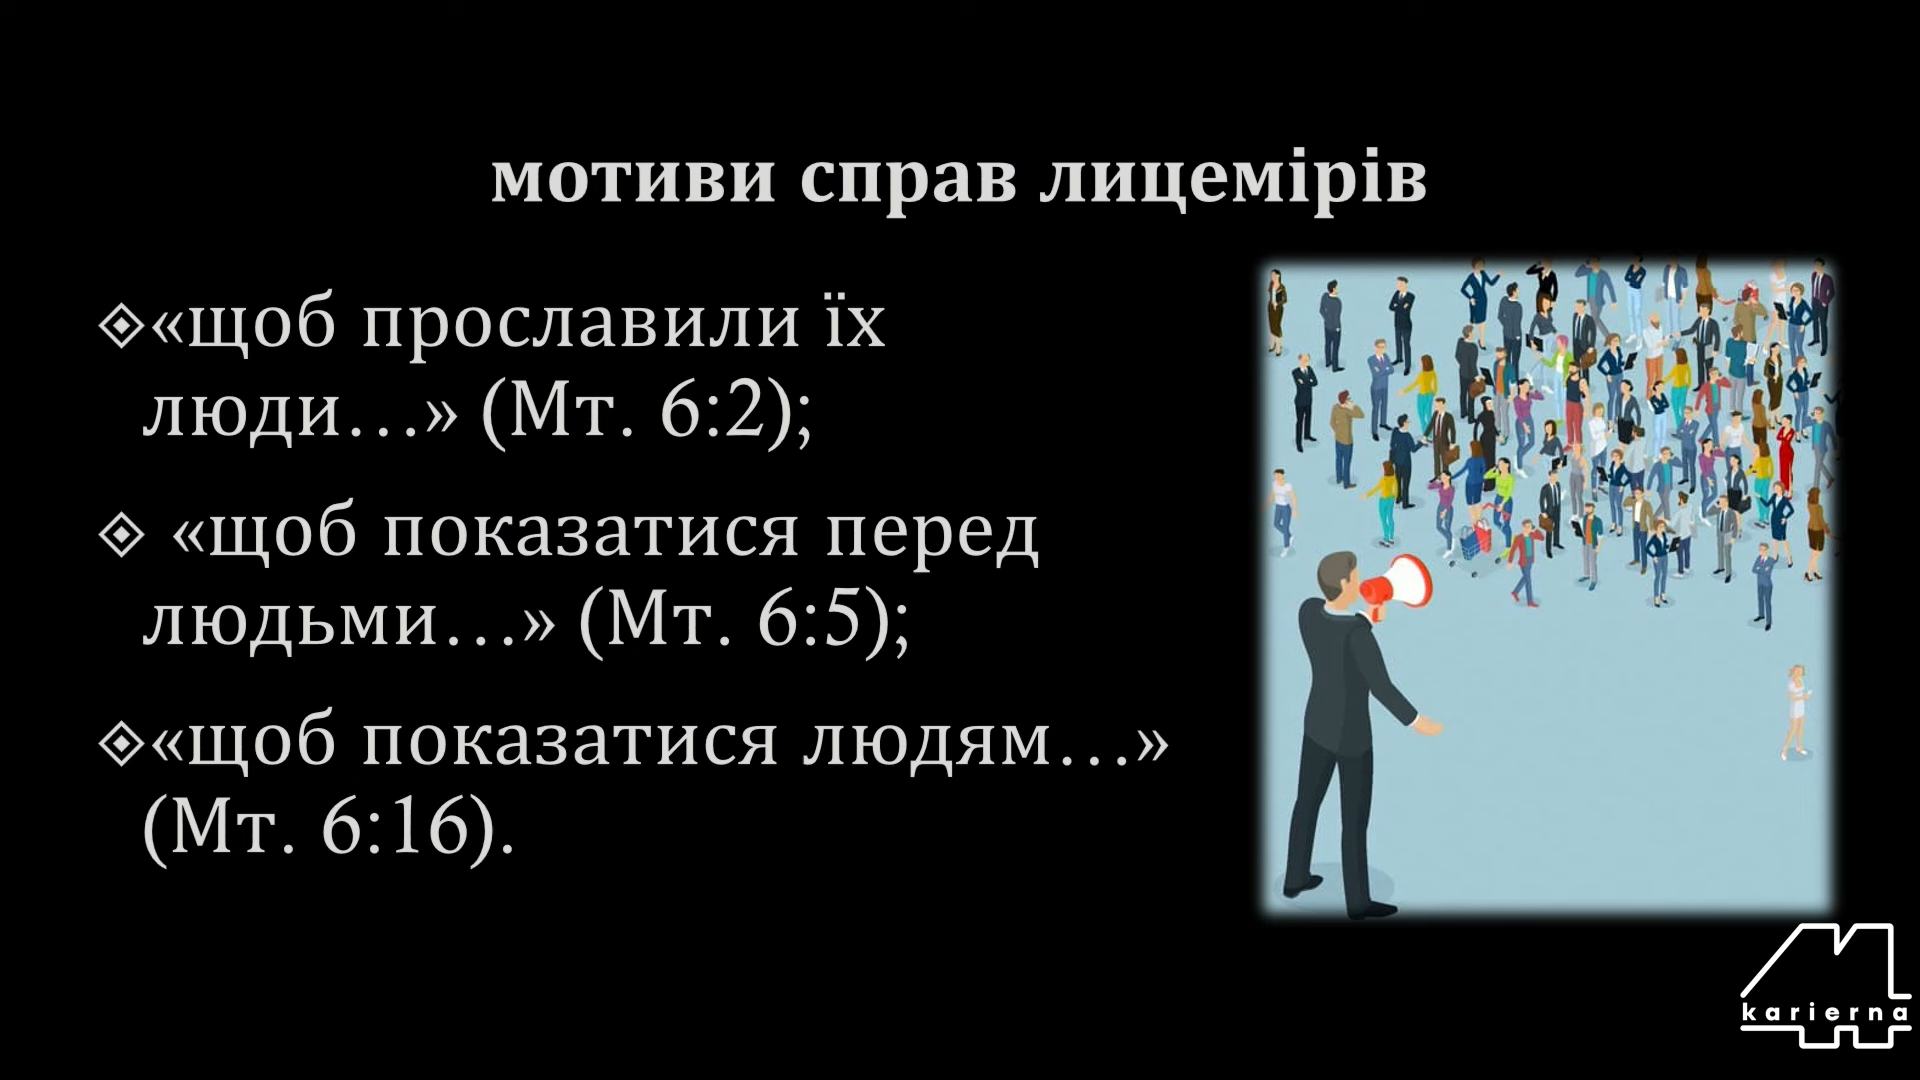 мотиви справ лицемірів
«щоб прославили їх
люди…» (Мт. 6:2);
«щоб показатися перед
людьми…» (Мт. 6:5);
«щоб показатися людям…»
(Мт. 6:16).
karierna